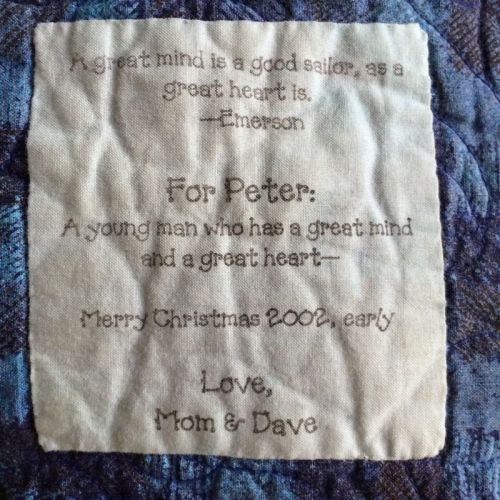 A great mind is a good sailor, as a
great heart is.
—Emerson
For Peter:
A young man who has a great mind
and a great heart—
Merry Christmas 2002, early
Love,
Mom & Dave